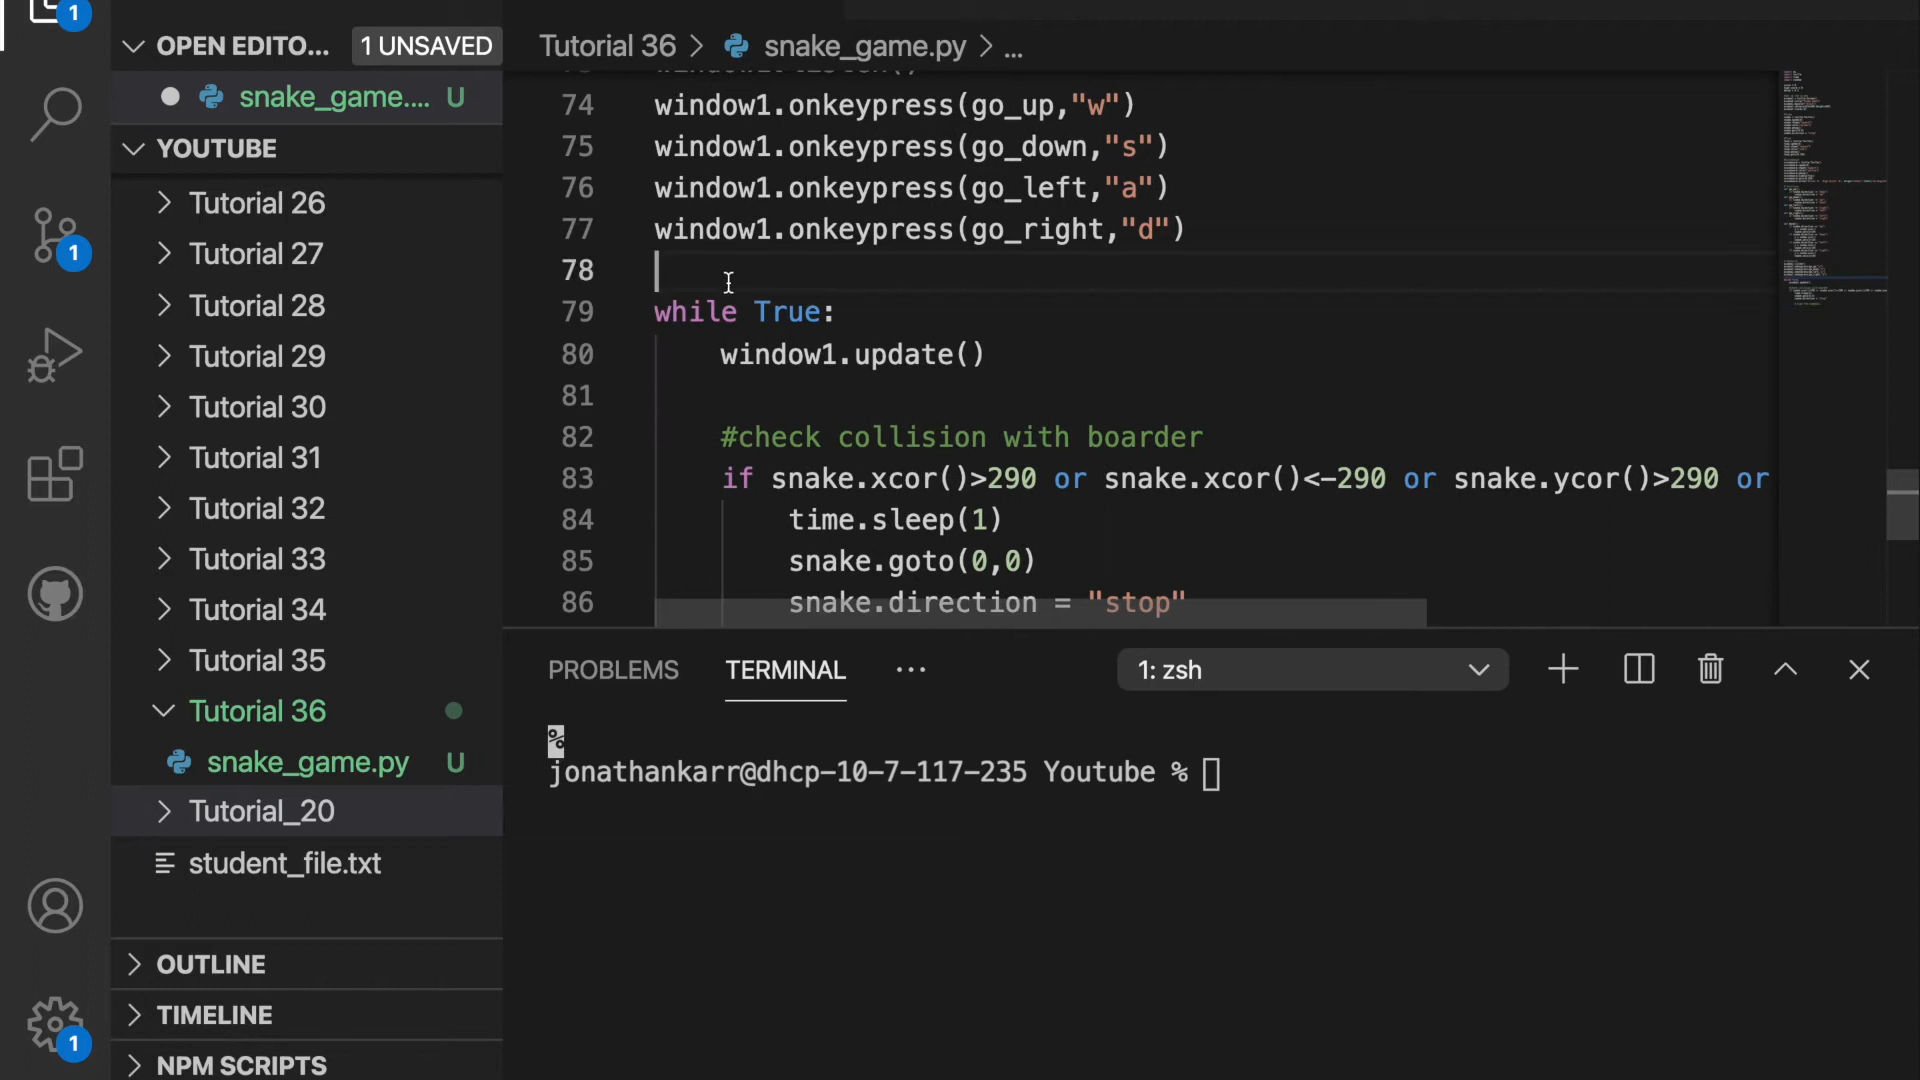 1
OPEN EDITO... 1 UNSAVED
snake_game.... U
YOUTUBE
Tutorial 26
Tutorial 27
Tutorial 28
Tutorial 29
Tutorial 30
Tutorial 31
Tutorial 32
Tutorial 33
Tutorial 34
Tutorial 35
Tutorial 36
snake_game.py U
Tutorial_20
student_file.txt
OUTLINE
TIMELINE
NPM SCRIPTS
1
1
Tutorial 36 > snake_game.py > ...
74 window1.onkeypress(go_up,"w")
75 window1.onkeypress(go_down,"s")
76 window1.onkeypress(go_left,"a")
77 window1.onkeypress(go_right,"d")
78
79 while True:
80 window1.update()
81
82 #check collision with boarder
83 if snake.xcor()>290 or snake.xcor()<-290 or snake.ycor()>290 or
84 time.sleep(1)
85 snake.goto(0,0)
86 snake.direction = "stop"
PROBLEMS TERMINAL ... 1: zsh
%
jonathankarr@dhcp-10-7-117-235 Youtube %